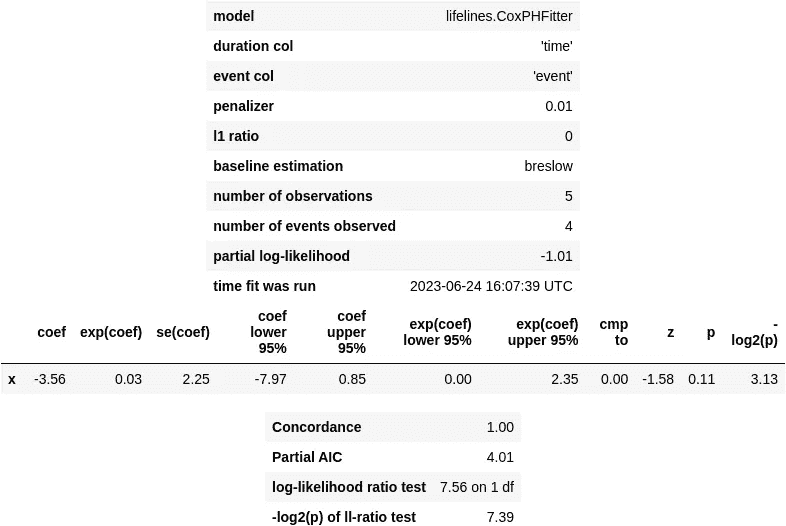 model lifelines.CoxPHFitter
duration col 'time'
event col 'event'
penalizer 0.01
l1 ratio 0
baseline estimation breslow
number of observations 5
number of events observed 4
partial log-likelihood -1.01
time fit was run 2023-06-24 16:07:39 UTC
coef exp(coef) se(coef) coef lower 95% coef upper 95% exp(coef) lower 95% exp(coef) upper 95% cmp to z p -log2(p)
x -3.56 0.03 2.25 -7.97 0.85 0.00 2.35 0.00 -1.58 0.11 3.13
Concordance 1.00
Partial AIC 4.01
log-likelihood ratio test 7.56 on 1 df
-log2(p) of ll-ratio test 7.39